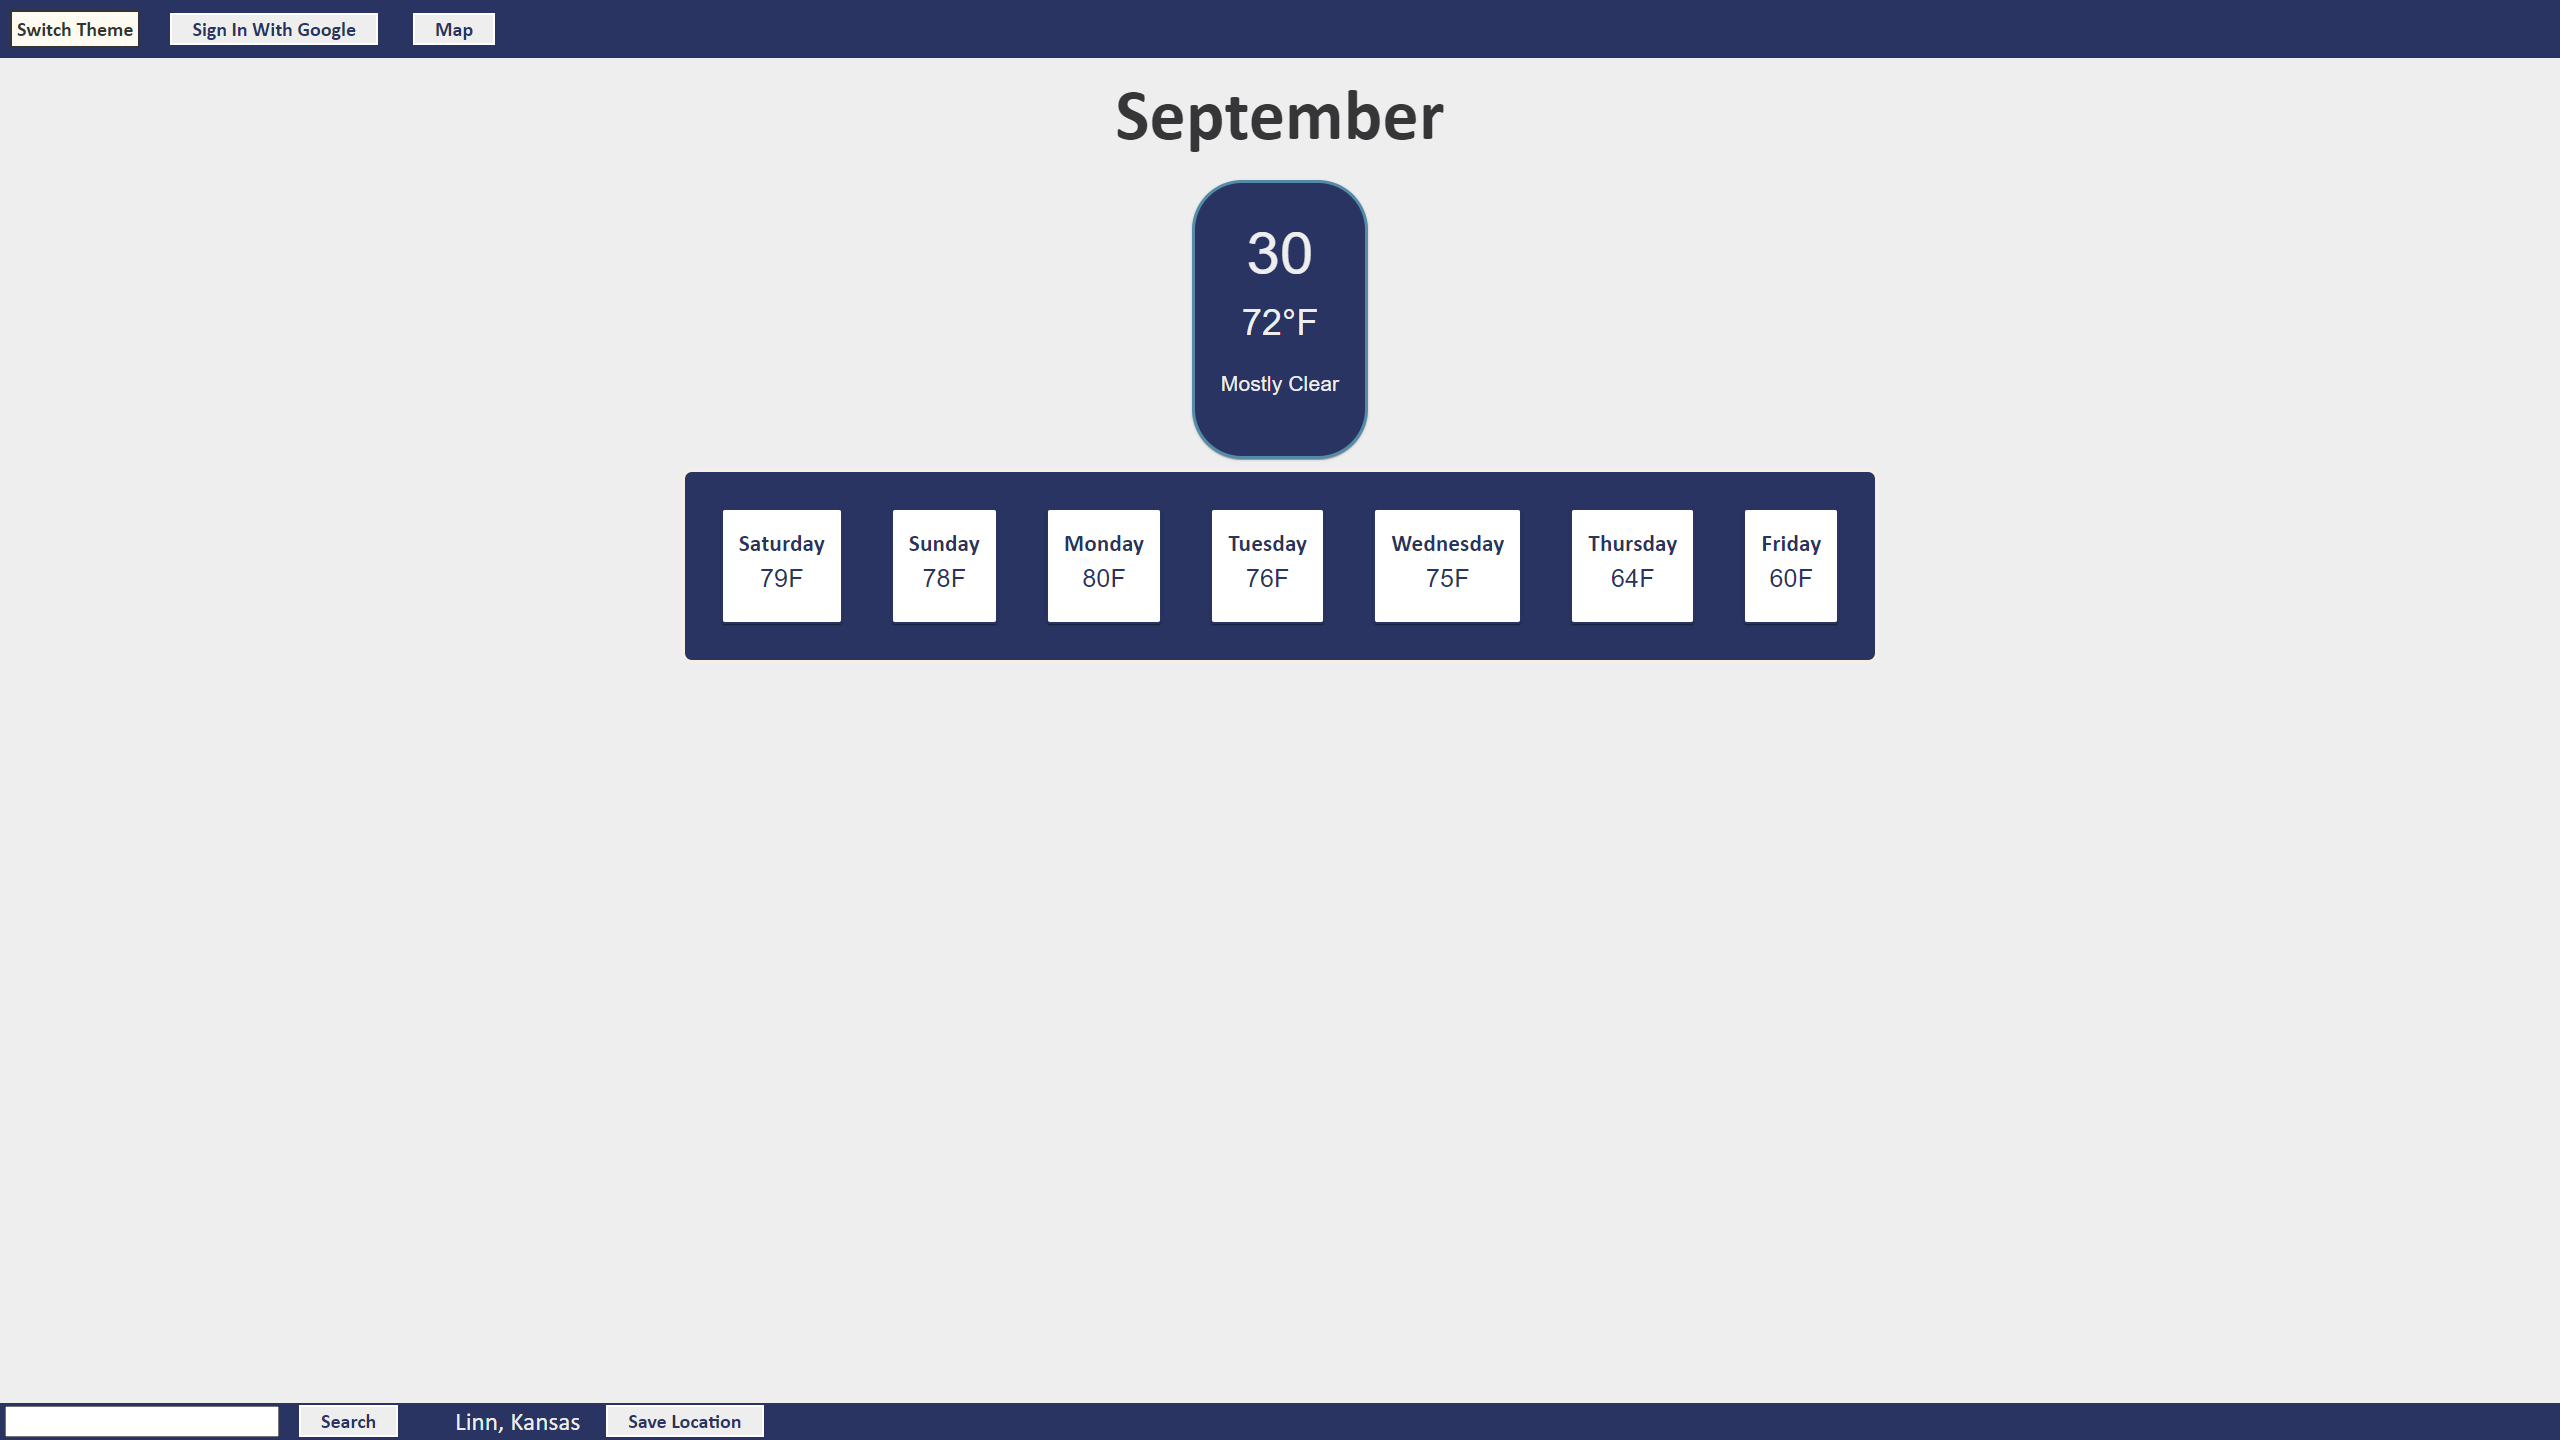 Switch Theme
Sign In With Google
Map
September
30
72°F
Mostly Clear
Saturday
79F
Sunday
78F
Monday
80F
Tuesday
76F
Wednesday
75F
Thursday
64F
Friday
60F
Search
Linn, Kansas
Save Location